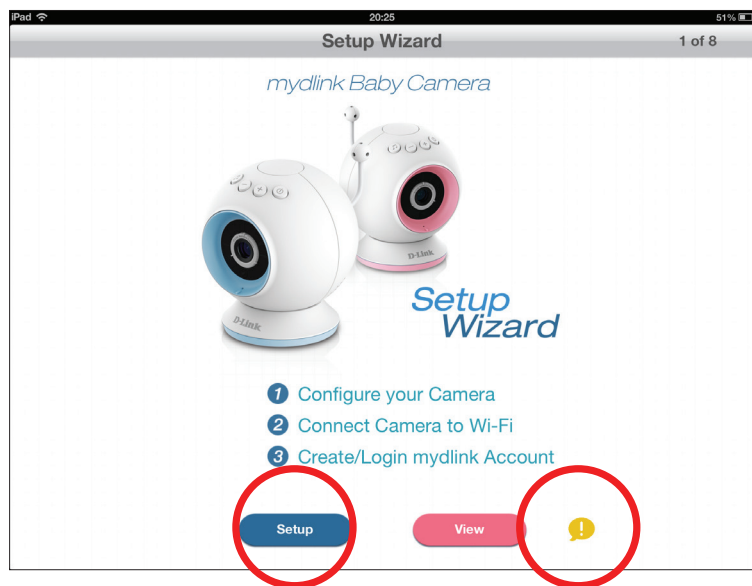 iPad 20:25 51%
Setup Wizard 1 of 8
mydlink Baby Camera
D-Link
D-Link
Setup
Wizard
1 Configure your Camera
2 Connect Camera to Wi-Fi
3 Create/Login mydlink Account
Setup View !